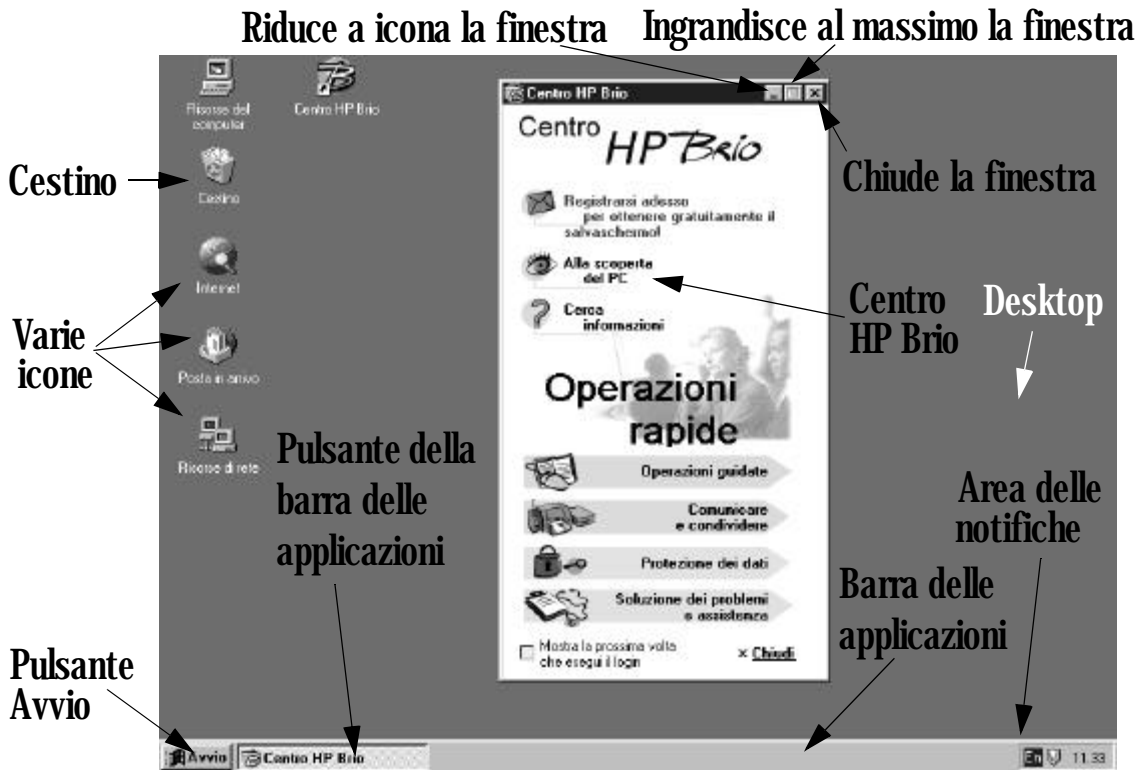 Riduce a icona la finestra
Ingrandisce al massimo la finestra
Risorse del
computer
Centro HP Brio
Centro HP Brio
Centro
HP Brio
Cestino
Cestino
Chiude la finestra
Registrarsi adesso
per ottenere gratuitamente il
salvaschermo!
Alla scoperta
del PC
Internet
Cerca
informazioni
Centro
HP Brio
Desktop
Varie
icone
Posta in arrivo
Operazioni
rapide
Risorse di rete
Pulsante della
barra delle
applicazioni
Operazioni guidate
Comunicare
e condividere
Protezione dei dati
Soluzione dei problemi
e assistenza
Area delle
notifiche
Barra delle
applicazioni
Mostra la prossima volta
che esegui il login
× Chiudi
Pulsante
Avvio
Avvio
Centro HP Brio
En
11.33